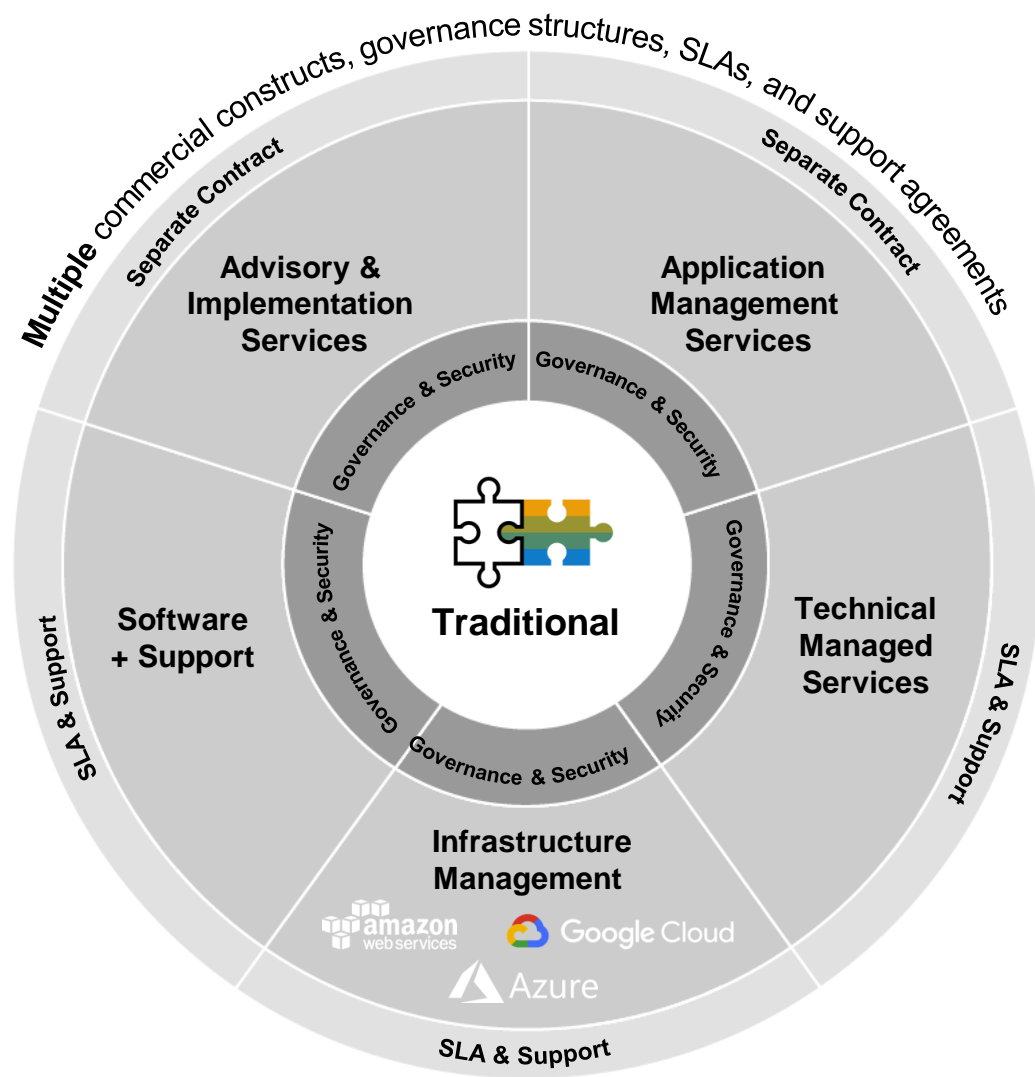 Multiple commercial constructs, governance structures, SLAs, and support agreements
Separate Contract
Separate Contract
Advisory &
Implementation
Services
Application
Management
Services
Governance & Security
Governance & Security
Governance & Security
Governance & Security
Governance & Security
Traditional
Software
+ Support
Technical
Managed
Services
SLA & Support
SLA & Support
Infrastructure
Management
amazon
webservices
Google Cloud
Azure
SLA & Support